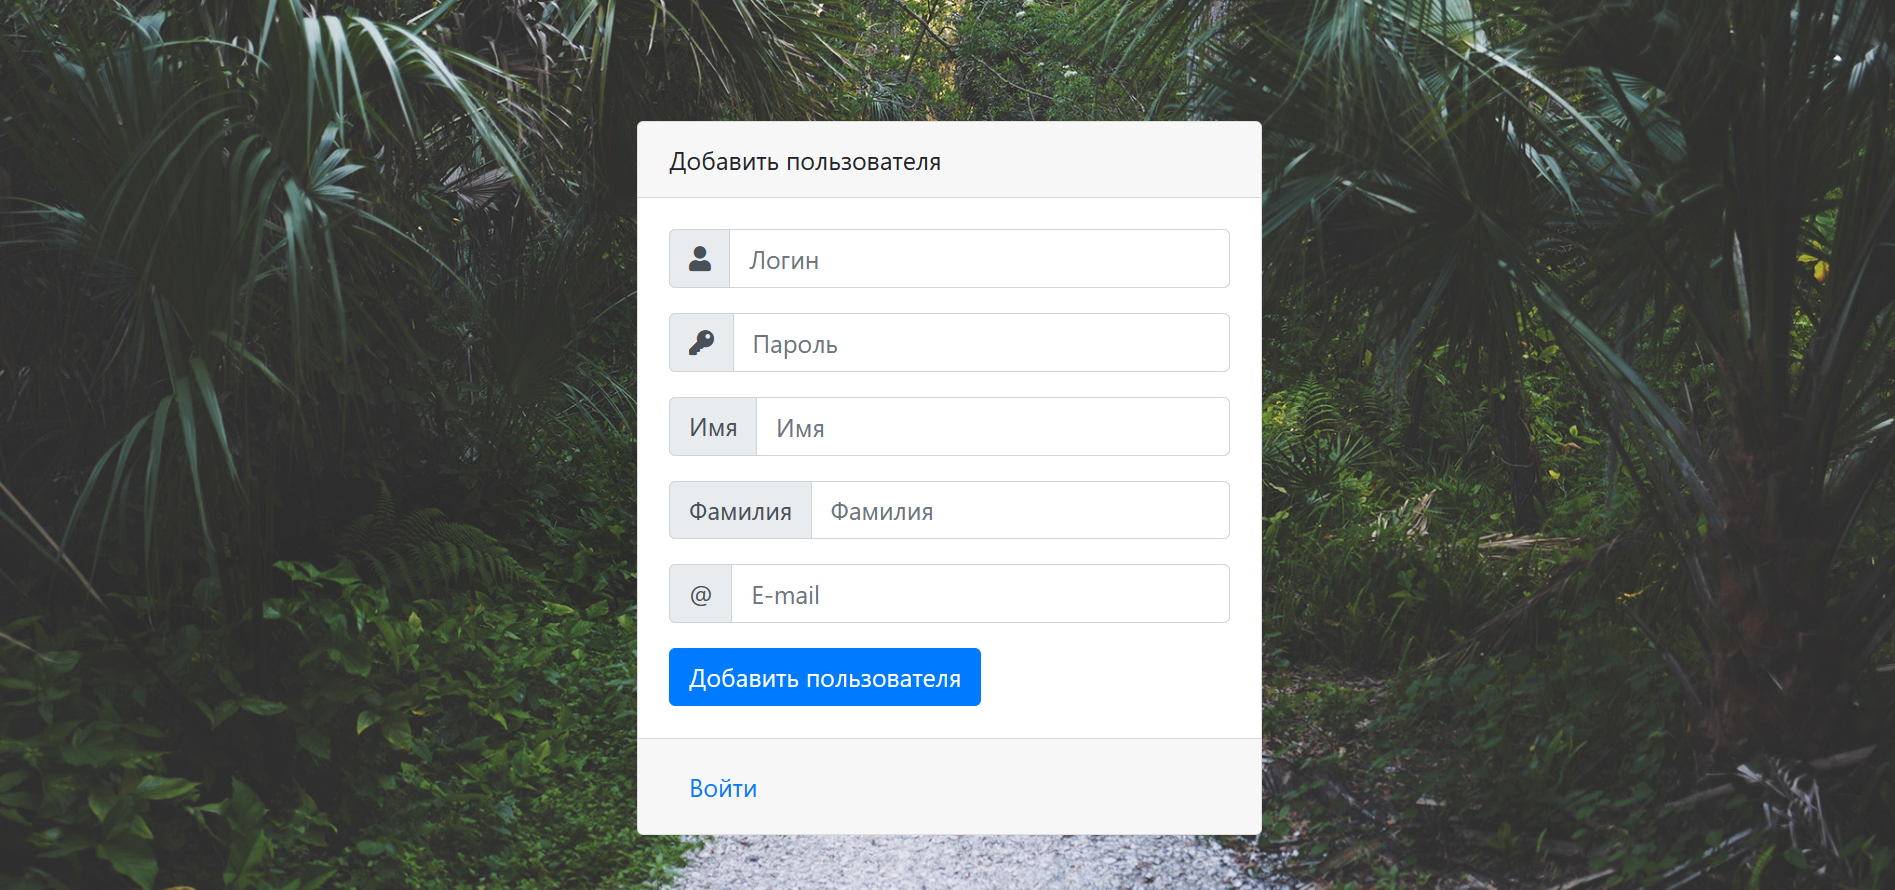 Добавить пользователя
Логин
Пароль
Имя Имя
Фамилия Фамилия
@ E-mail
Добавить пользователя
Войти